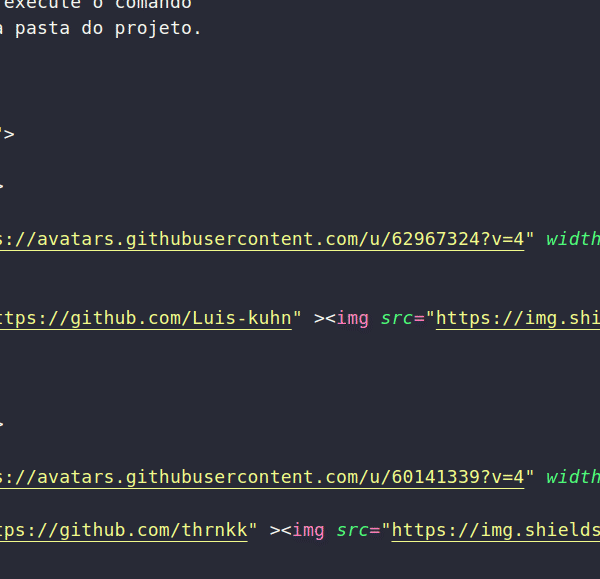 execute o comando
a pasta do projeto.
">
>
s://avatars.githubusercontent.com/u/62967324?v=4" width
ttps://github.com/Luis-kuhn" ><img src="https://img.shi
>
s://avatars.githubusercontent.com/u/60141339?v=4" width
tps://github.com/thrnkk" ><img src="https://img.shields